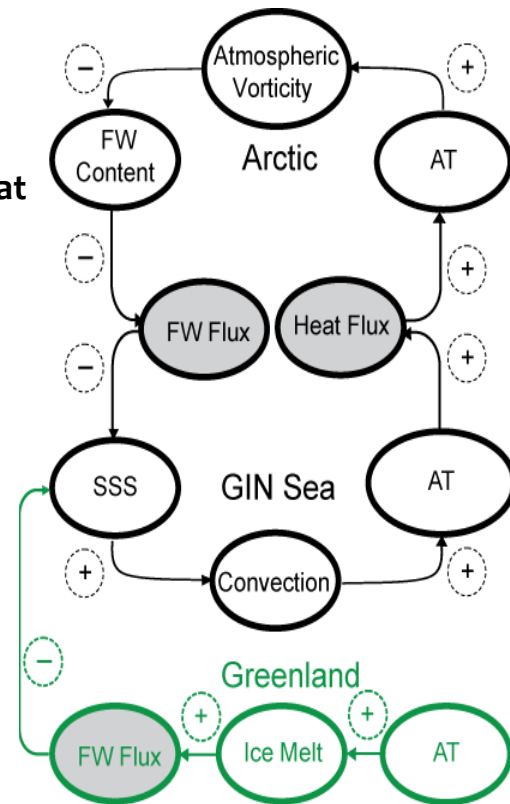 Atmospheric
Vorticity
−
+
FW
Content
Arctic
AT
at
−
+
FW Flux
Heat Flux
−
+
SSS
GIN Sea
AT
+
Convection
+
Greenland
−
+
+
FW Flux
Ice Melt
AT